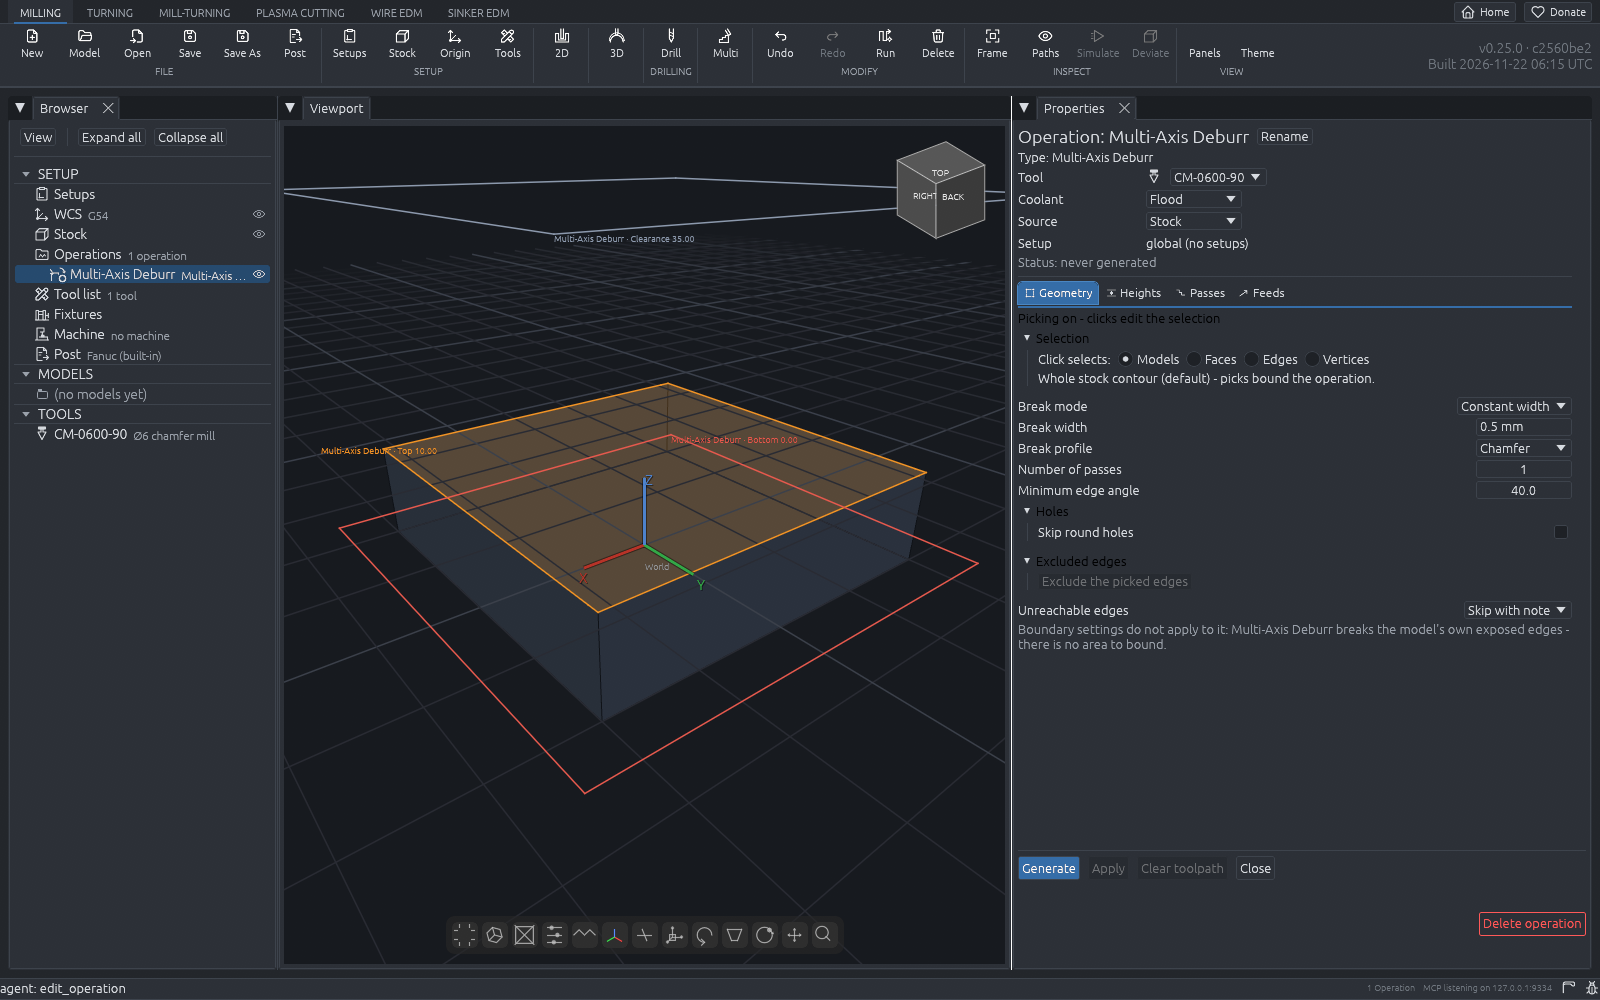 MILLING TURNING MILL-TURNING PLASMA CUTTING WIRE EDM SINKER EDM Home Donate
New Model Open Save Save As Post Setups Stock Origin Tools 2D 3D Drill Multi Undo Redo Run Delete Frame Paths Simulate Deviate Panels Theme
v0.25.0 · c2560be2
Built 2026-11-22 06:15 UTC
FILE SETUP DRILLING MODIFY INSPECT VIEW
Browser
View Expand all Collapse all
SETUP
Setups
WCS G54
Stock
Operations 1 operation
Multi-Axis Deburr Multi-Axis ...
Tool list 1 tool
Fixtures
Machine no machine
Post Fanuc (built-in)
MODELS
(no models yet)
TOOLS
CM-0600-90 Ø6 chamfer mill
Viewport
TOP
RIGHT BACK
Multi-Axis Deburr · Clearance 35.00
Multi-Axis Deburr · Bottom 0.00
Multi-Axis Deburr · Top 10.00
Z
World
X
Y
Properties
Operation: Multi-Axis Deburr Rename
Type: Multi-Axis Deburr
Tool CM-0600-90
Coolant Flood
Source Stock
Setup global (no setups)
Status: never generated
Geometry Heights Passes Feeds
Picking on - clicks edit the selection
Selection
Click selects: Models Faces Edges Vertices
Whole stock contour (default) - picks bound the operation.
Break mode Constant width
Break width 0.5 mm
Break profile Chamfer
Number of passes 1
Minimum edge angle 40.0
Holes
Skip round holes
Excluded edges
Exclude the picked edges
Unreachable edges Skip with note
Boundary settings do not apply to it: Multi-Axis Deburr breaks the model's own exposed edges -
there is no area to bound.
Generate Apply Clear toolpath Close
Delete operation
agent: edit_operation
1 Operation MCP listening on 127.0.0.1:9334